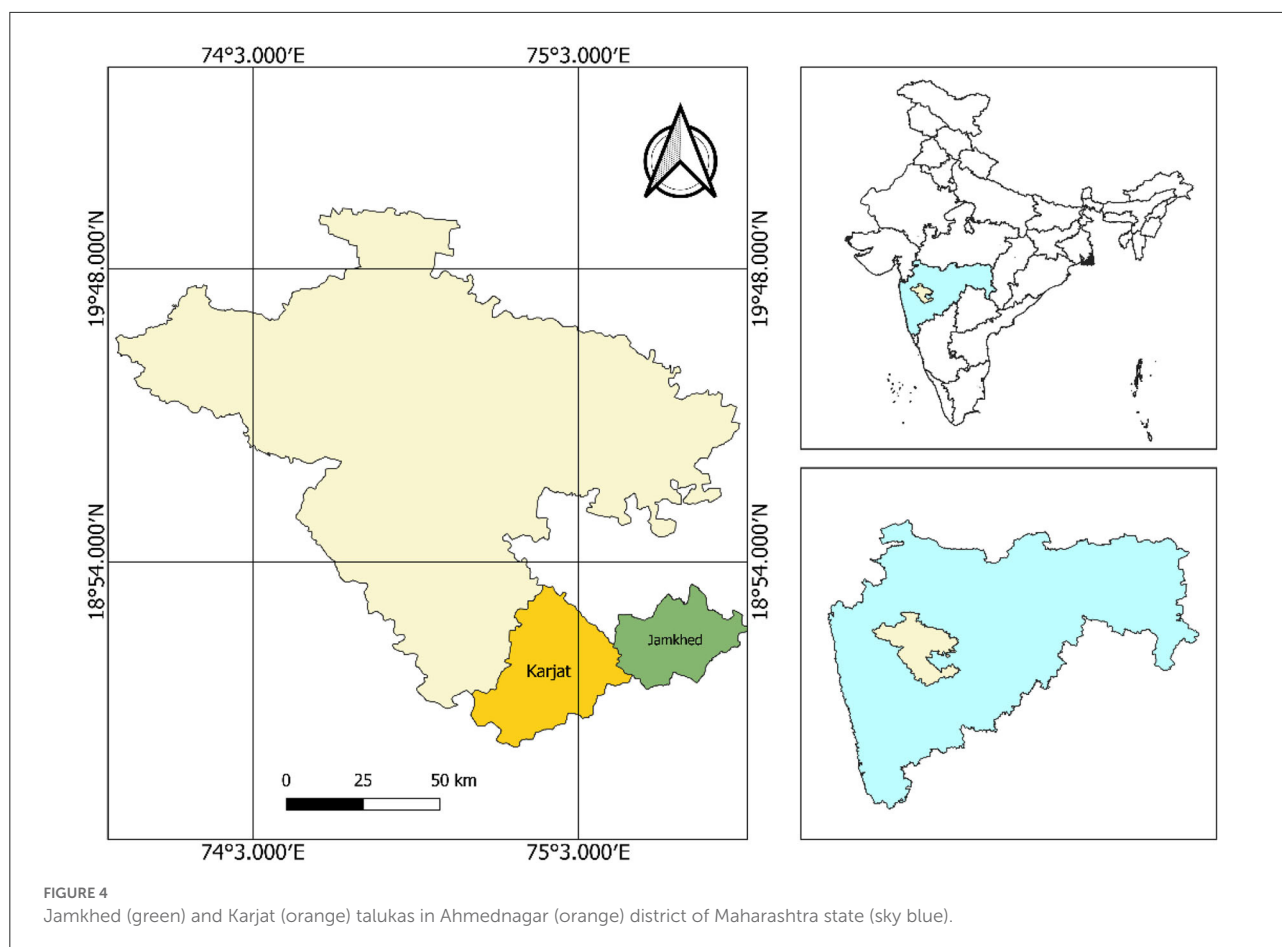 74°3.000′E 75°3.000′E
19°48.000′N 19°48.000′N
18°54.000′N 18°54.000′N
Jamkhed
Karjat
0 25 50 km
74°3.000′E 75°3.000′E
FIGURE 4
Jamkhed (green) and Karjat (orange) talukas in Ahmednagar (orange) district of Maharashtra state (sky blue).